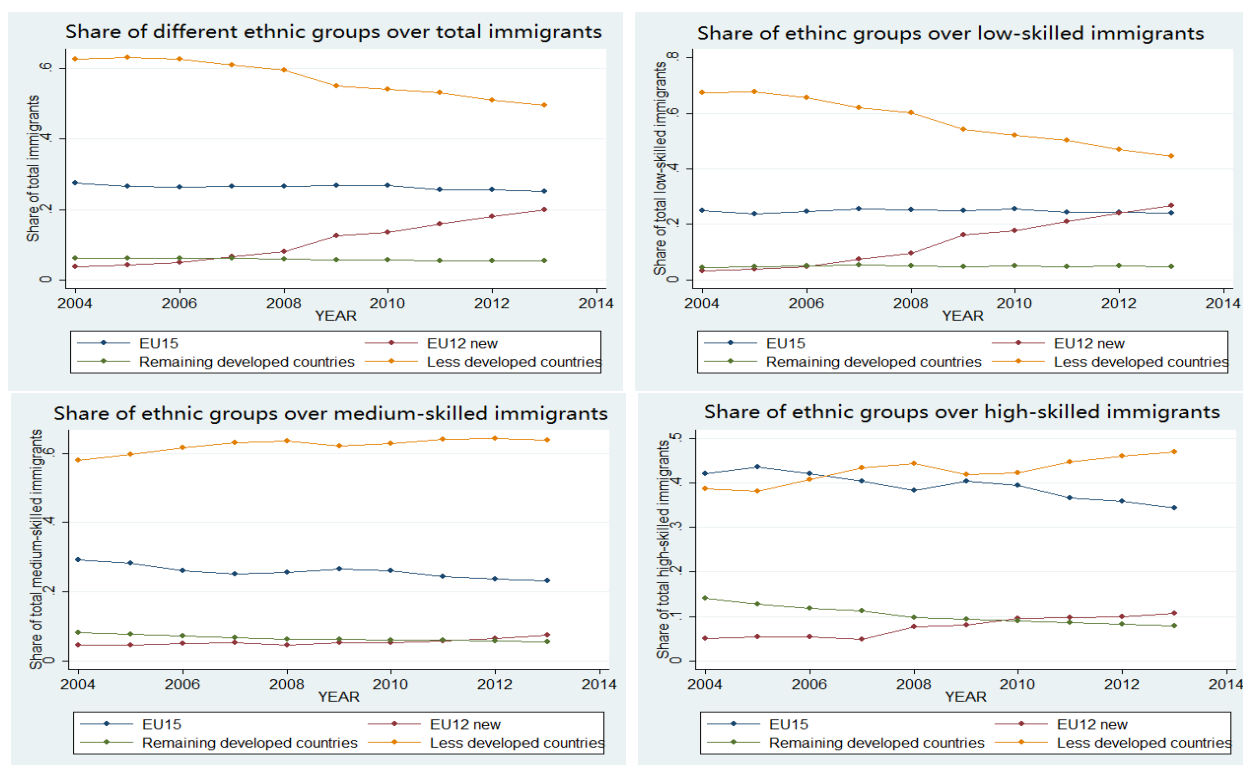 Share of different ethnic groups over total immigrants
Share of total immigrants
.6
.4
.2
0
2004 2006 2008 2010 2012 2014
YEAR
EU15 EU12 new
Remaining developed countries Less developed countries
Share of ethinc groups over low-skilled immigrants
Share of total low-skilled immigrants
.8
.6
.4
.2
0
2004 2006 2008 2010 2012 2014
YEAR
EU15 EU12 new
Remaining developed countries Less developed countries
Share of ethnic groups over medium-skilled immigrants
Share of total medium-skilled immigrants
.6
.4
.2
0
2004 2006 2008 2010 2012 2014
YEAR
EU15 EU12 new
Remaining developed countries Less developed countries
Share of ethnic groups over high-skilled immigrants
Share of total high-skilled immigrants
.5
.4
.3
.2
.1
0
2004 2006 2008 2010 2012 2014
YEAR
EU15 EU12 new
Remaining developed countries Less developed countries